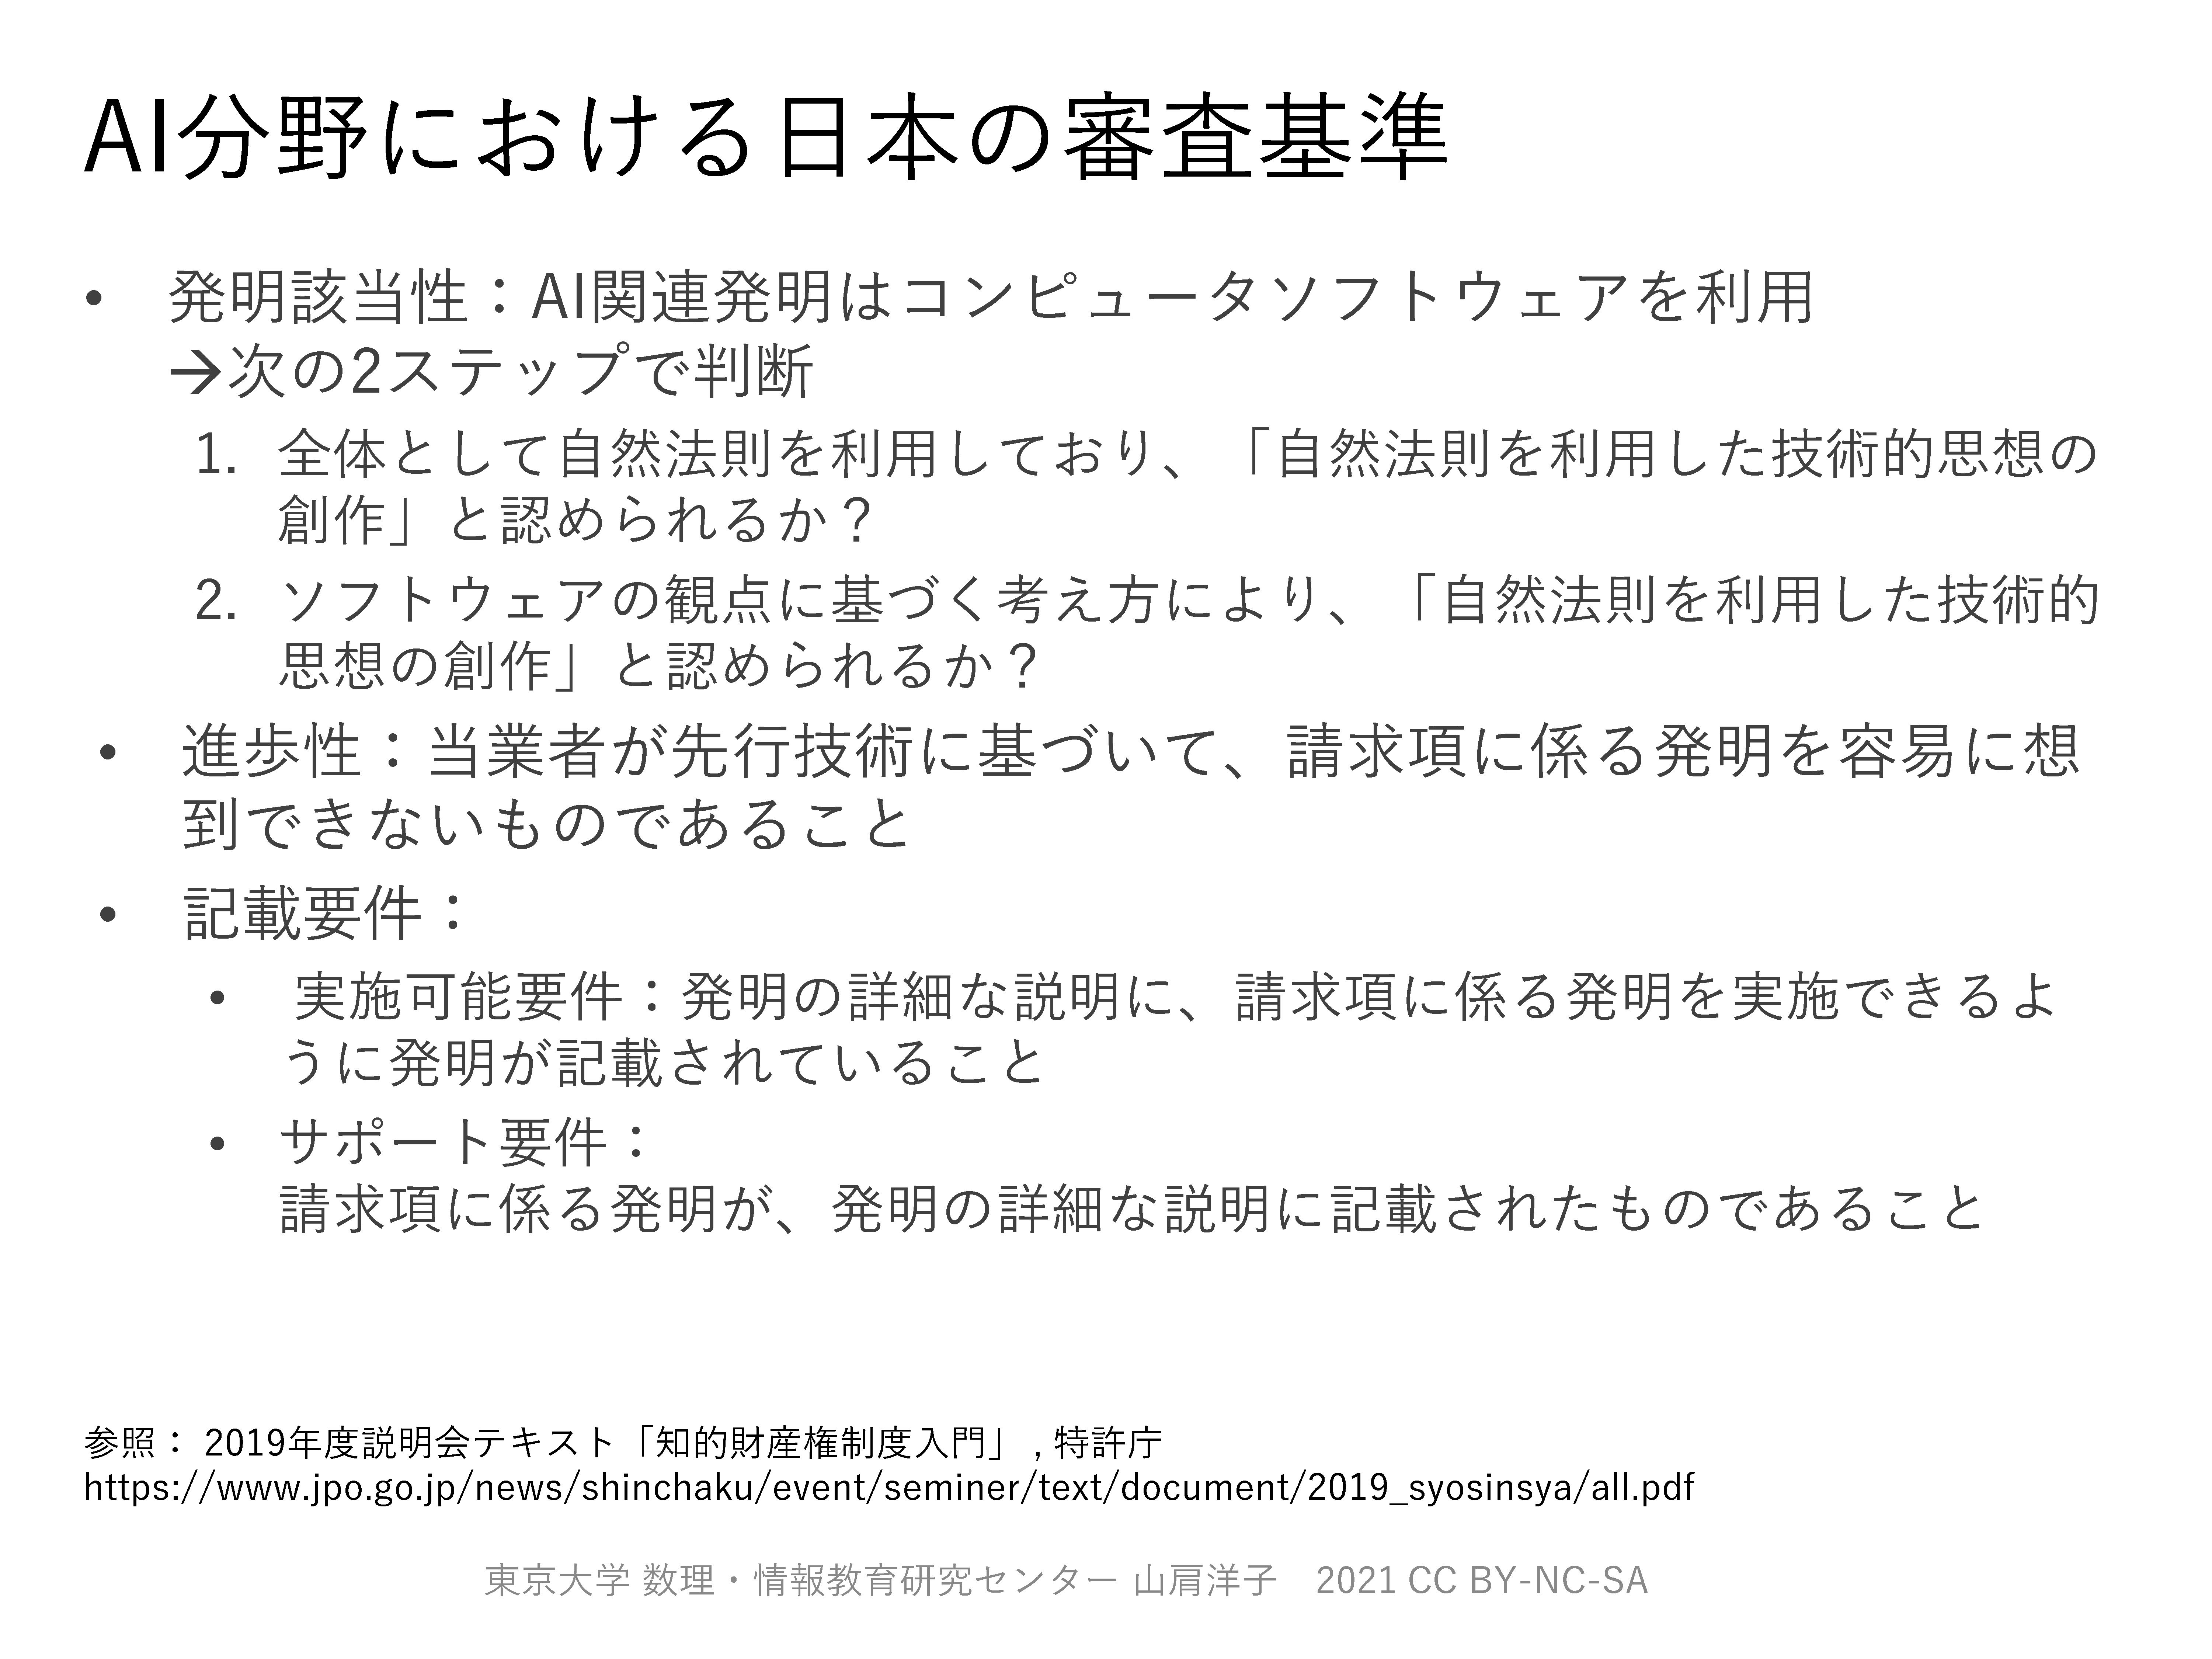 AI分野における日本の審査基準
• 発明該当性：AI関連発明はコンピュータソフトウェアを利用
→次の2ステップで判断
1. 全体として自然法則を利用しており、「自然法則を利用した技術的思想の
創作」と認められるか？
2. ソフトウェアの観点に基づく考え方により、「自然法則を利用した技術的
思想の創作」と認められるか？
• 進歩性：当業者が先行技術に基づいて、請求項に係る発明を容易に想
到できないものであること
• 記載要件：
• 実施可能要件：発明の詳細な説明に、請求項に係る発明を実施できるよ
うに発明が記載されていること
• サポート要件：
請求項に係る発明が、発明の詳細な説明に記載されたものであること
参照： 2019年度説明会テキスト「知的財産権制度入門」 , 特許庁
https://www.jpo.go.jp/news/shinchaku/event/seminer/text/document/2019_syosinsya/all.pdf
東京大学 数理・情報教育研究センター 山肩洋子　2021 CC BY-NC-SA